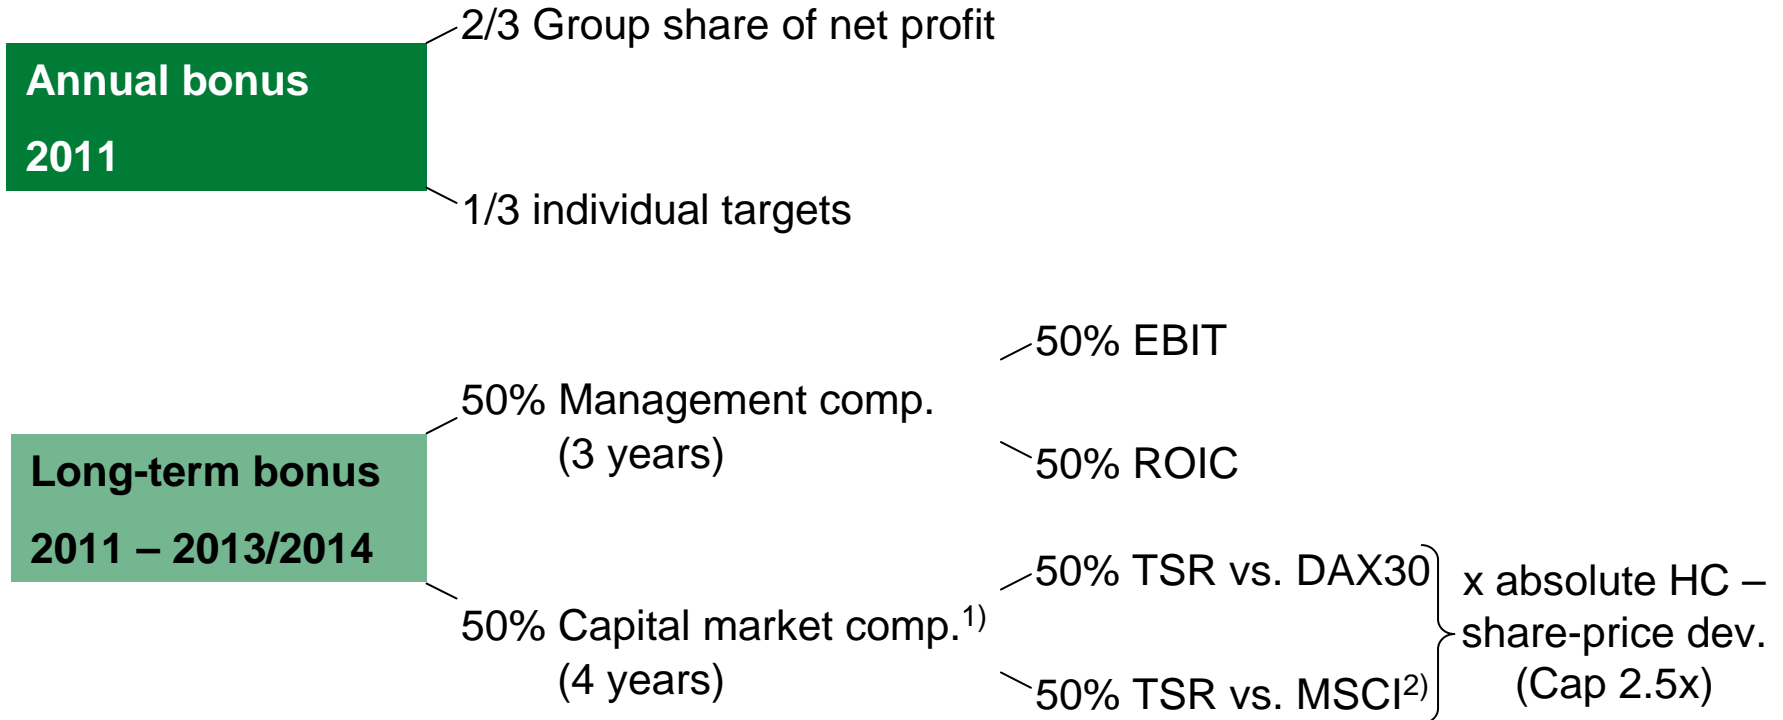 2/3 Group share of net profit
Annual bonus
2011
1/3 individual targets
50% EBIT
50% Management comp.
(3 years)
50% ROIC
Long-term bonus
2011 – 2013/2014
50% TSR vs. DAX30
50% Capital market comp.1)
(4 years)
50% TSR vs. MSCI2)
x absolute HC –
share-price dev.
(Cap 2.5x)